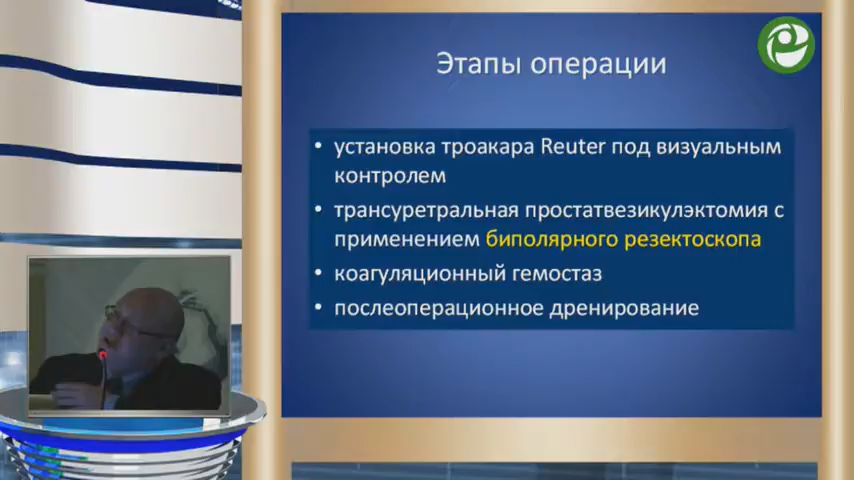 Этапы операции
• установка троакара Reuter под визуальным
контролем
• трансуретральная простатвезикулэктомия с
применением биполярного резектоскопа
• коагуляционный гемостаз
• послеоперационное дренирование